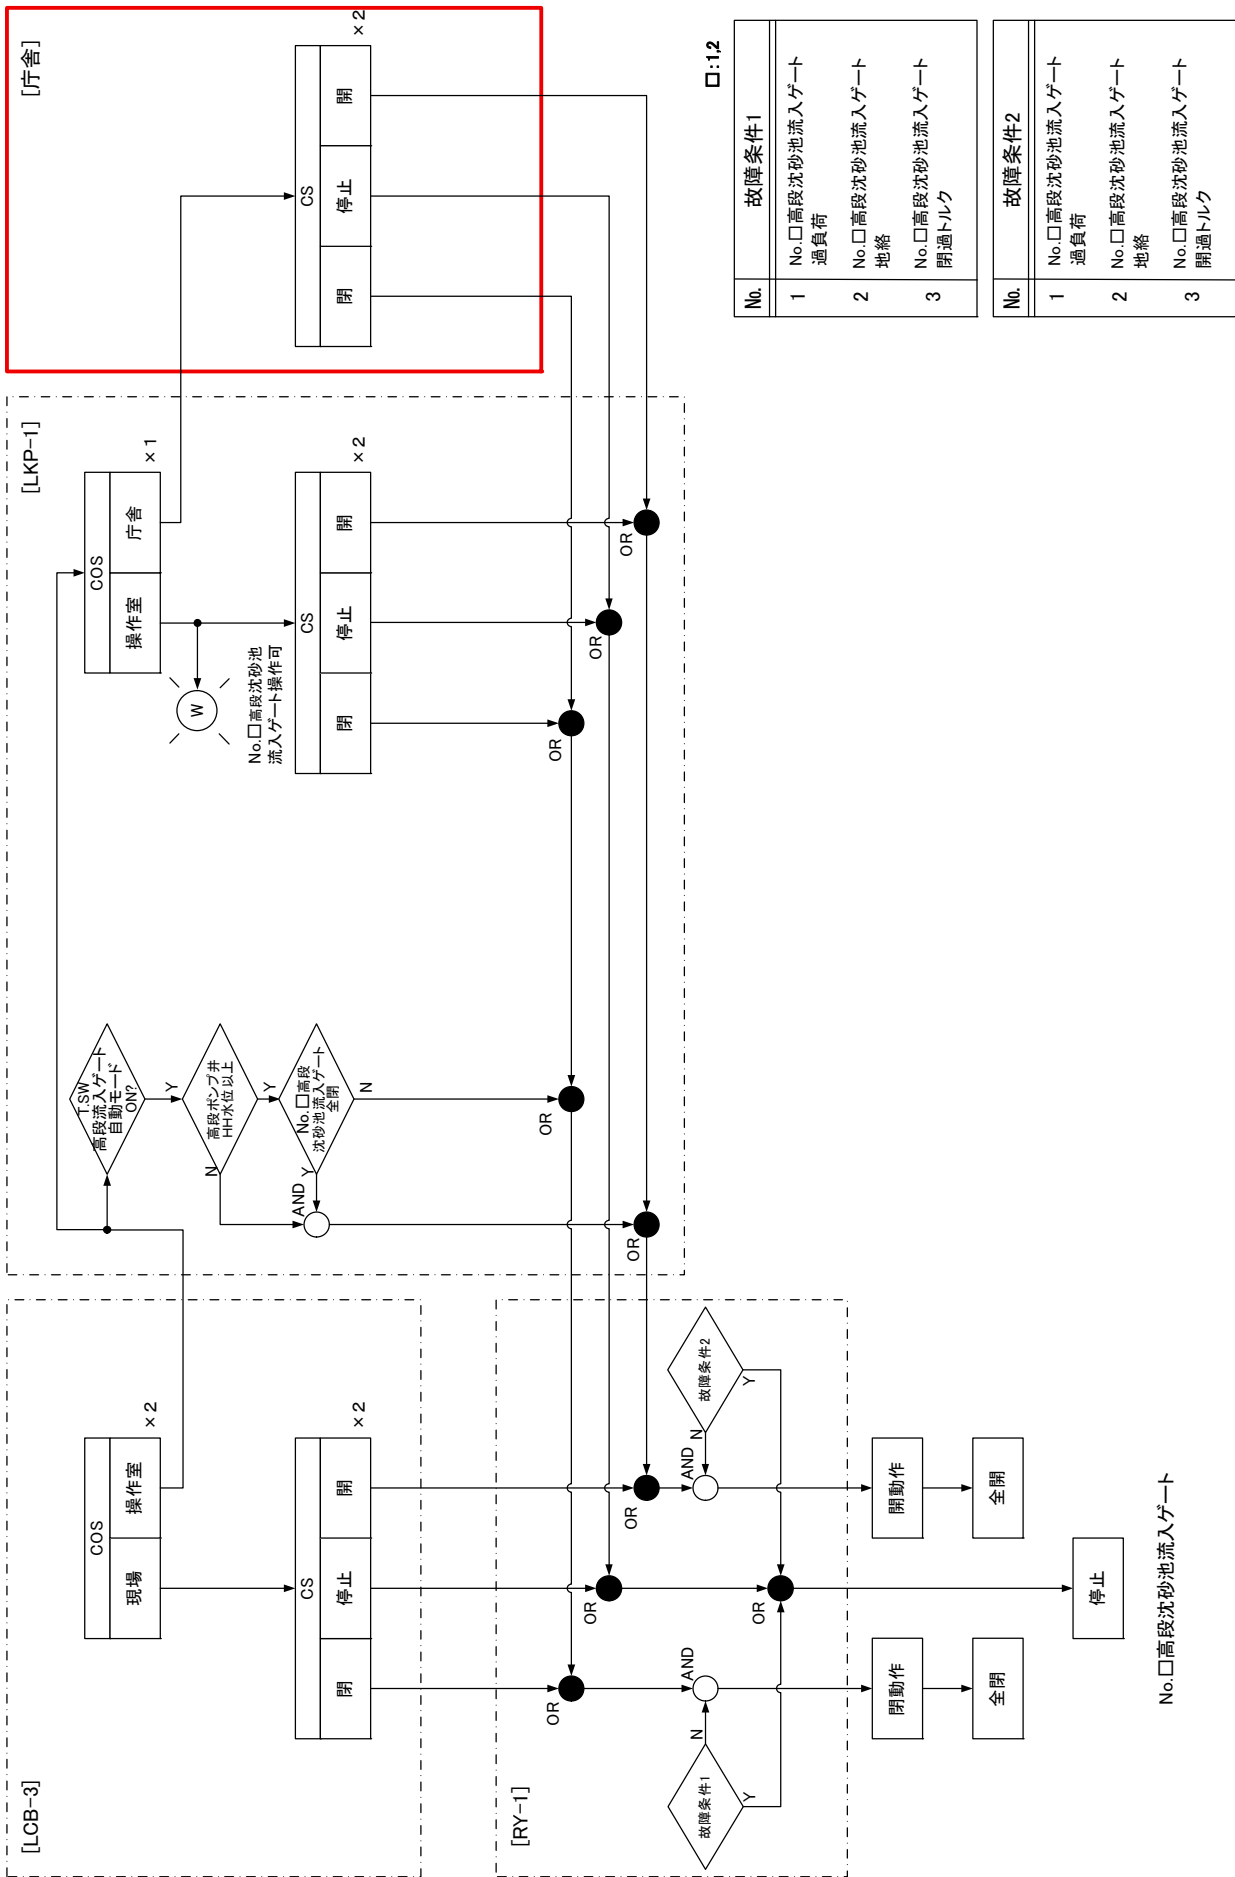 [LCB-3]
COS
現場
操作室
×2
CS
閉
停止
開
×2
[RY-1]
OR
OR
OR
故障条件1
N
Y
AND
OR
AND
N
Y
故障条件2
閉動作
開動作
全閉
全開
停止
No.□高段沈砂池流入ゲート
[LKP-1]
T.SW
高段流入ゲート
自動モード
ON?
Y
高段ポンプ井
HH水位以上
N
Y
No.□高段
沈砂池流入ゲート
全閉
Y
N
AND
OR
OR
COS
操作室
庁舎
×1
W
No.□高段沈砂池
流入ゲート操作可
CS
閉
停止
開
×2
OR
OR
OR
[庁舎]
CS
閉
停止
開
×2
□:1,2
No.
故障条件1
1
No.□高段沈砂池流入ゲート
過負荷
2
No.□高段沈砂池流入ゲート
地絡
3
No.□高段沈砂池流入ゲート
閉過トルク
No.
故障条件2
1
No.□高段沈砂池流入ゲート
過負荷
2
No.□高段沈砂池流入ゲート
地絡
3
No.□高段沈砂池流入ゲート
開過トルク